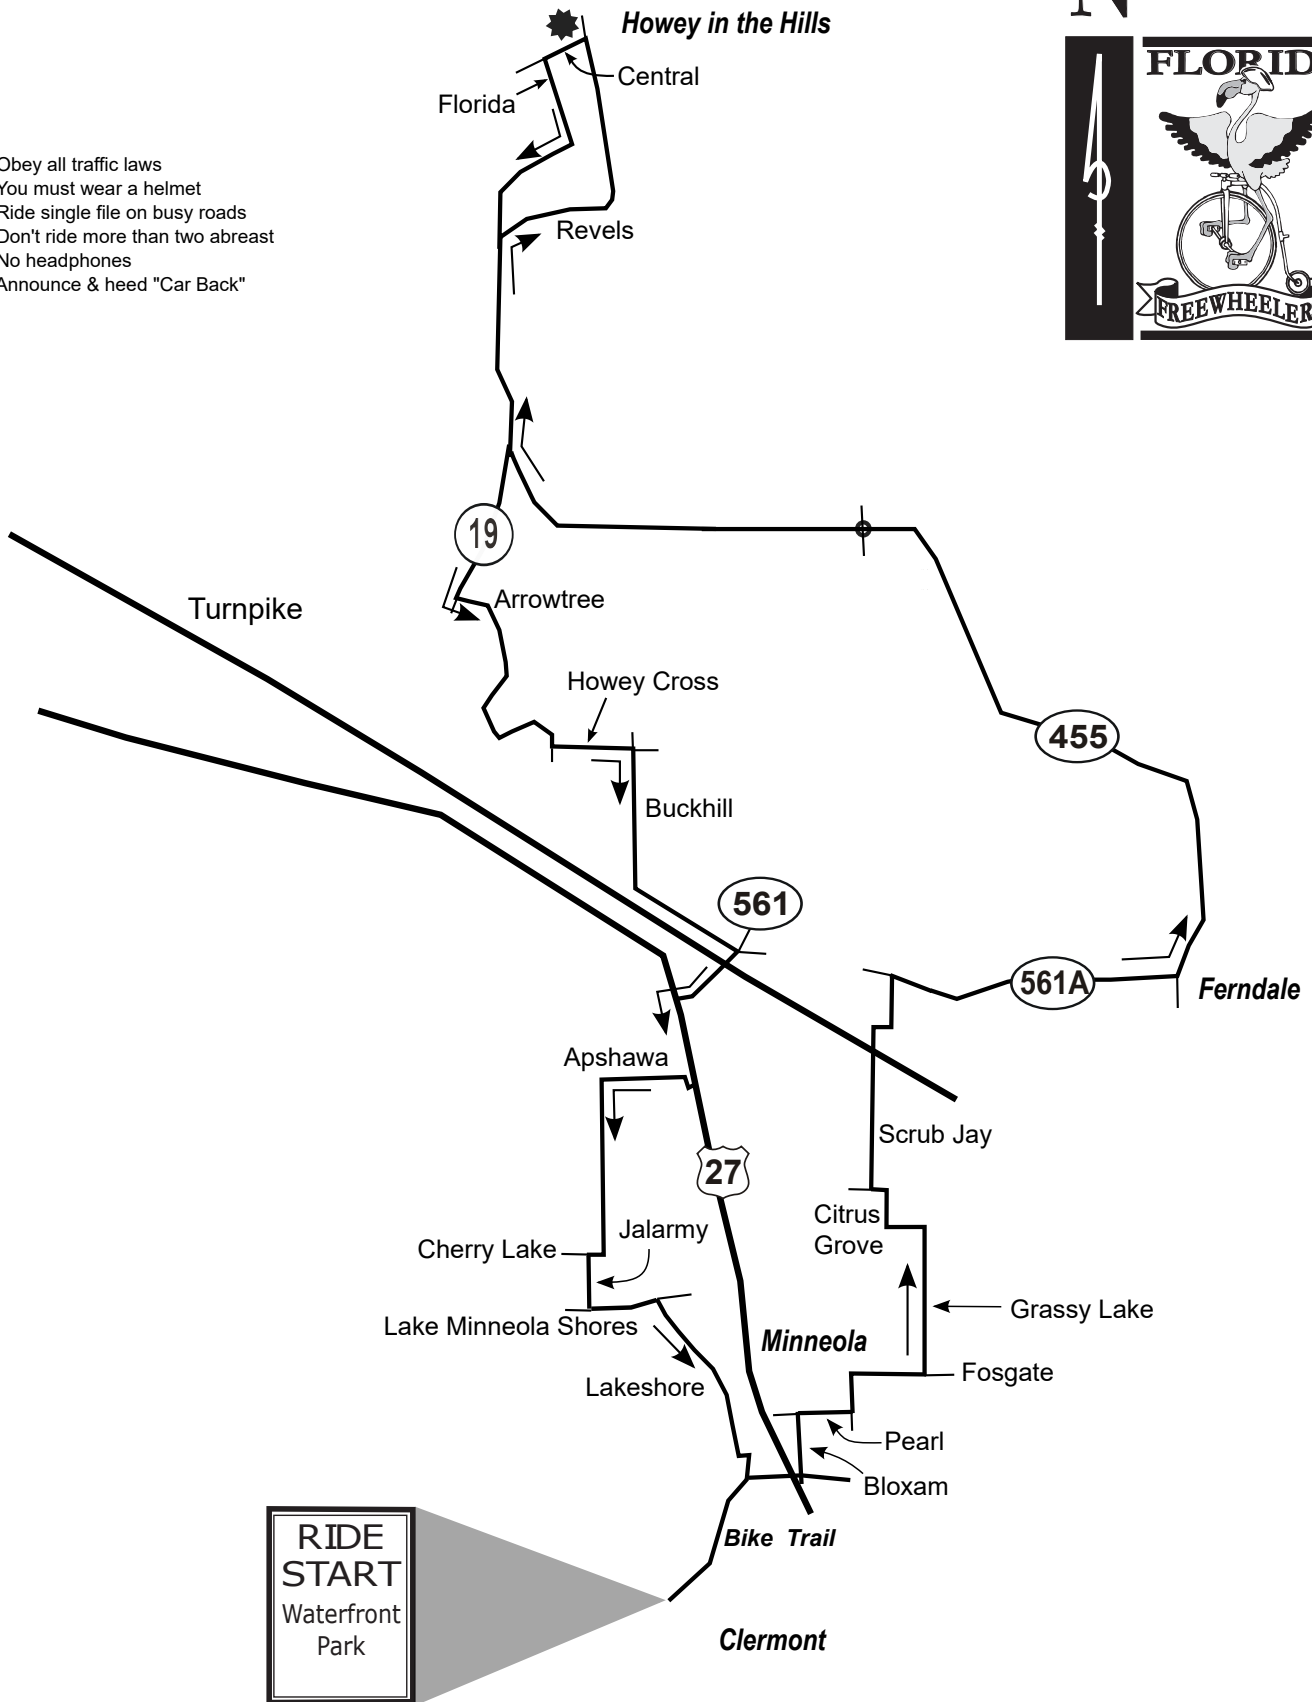 Howey in the Hills
N
Central
Florida
FLORID
FREEWHEELER
Obey all traffic laws
You must wear a helmet
Ride single file on busy roads
Don't ride more than two abreast
No headphones
Announce & heed "Car Back"
Revels
19
Turnpike
Arrowtree
Howey Cross
455
Buckhill
561
561A
Ferndale
Apshawa
Scrub Jay
27
Citrus
Grove
Jalarmy
Cherry Lake
Grassy Lake
Lake Minneola Shores
Minneola
Fosgate
Lakeshore
Pearl
Bloxam
Bike Trail
RIDE
START
Waterfront
Park
Clermont